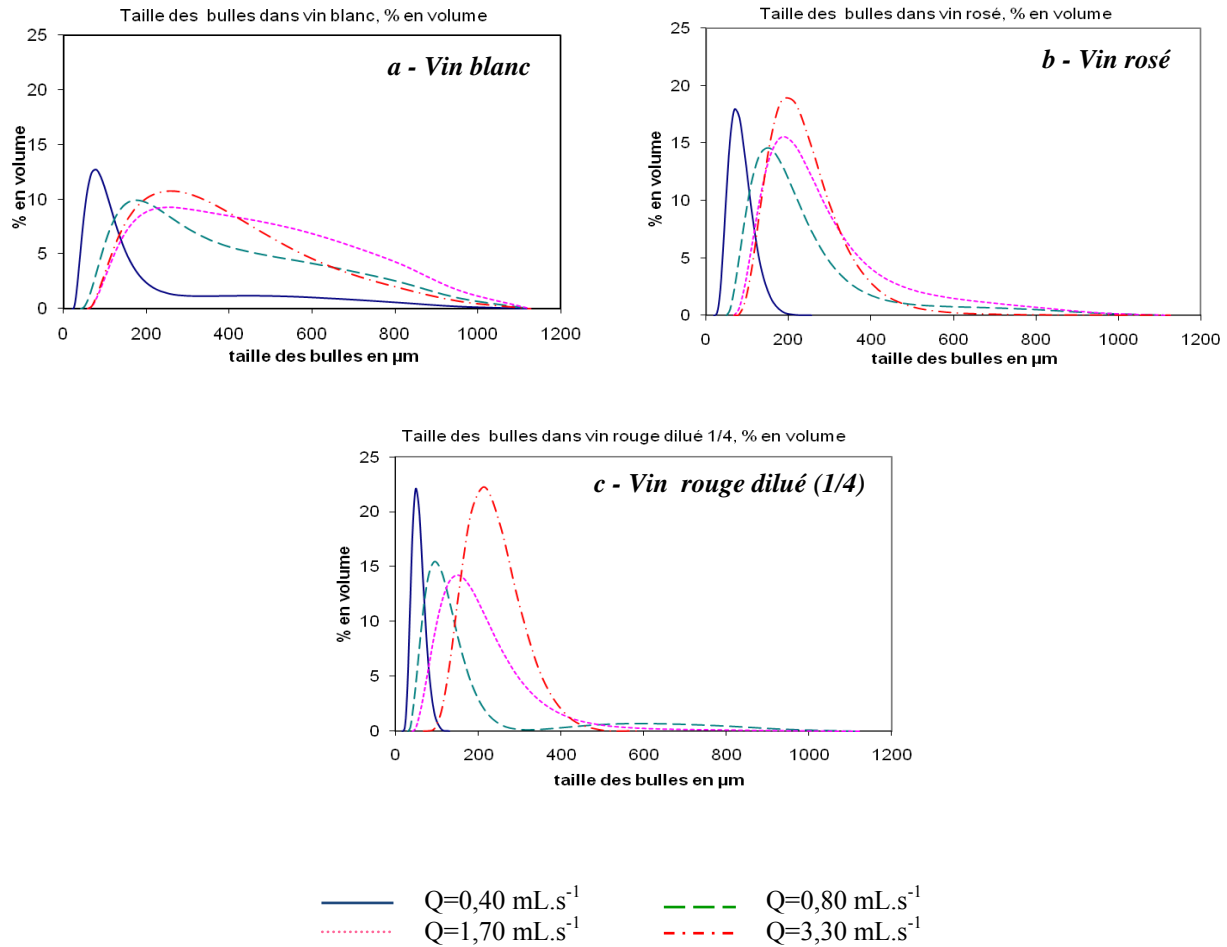 Taille des bulles dans vin blanc, % en volume
a - Vin blanc
% en volume
25
20
15
10
5
0
0 200 400 600 800 1000 1200
taille des bulles en µm
Taille des bulles dans vin rosé, % en volume
b - Vin rosé
% en volume
25
20
15
10
5
0
0 200 400 600 800 1000 1200
taille des bulles en µm
Taille des bulles dans vin rouge dilué 1/4, % en volume
c - Vin rouge dilué (1/4)
% en volume
25
20
15
10
5
0
0 200 400 600 800 1000 1200
taille des bulles en µm
Q=0,40 mL.s-1 Q=0,80 mL.s-1
Q=1,70 mL.s-1 Q=3,30 mL.s-1